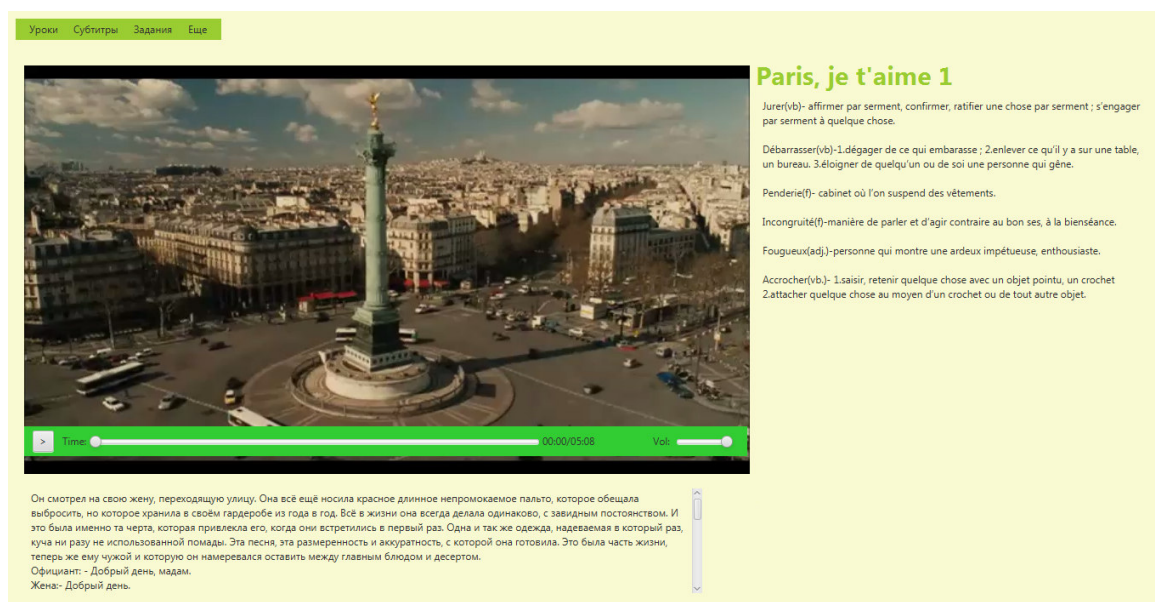 Уроки Субтитры Задания Еще
Paris, je t'aime 1
Jurer(vb)- affirmer par serment, confirmer, ratifier une chose par serment ; s'engager
par serment à quelque chose.
Débarrasser(vb)-1.dégager de ce qui embarasse ; 2.enlever ce qu'il y a sur une table,
un bureau. 3.éloigner de quelqu'un ou de soi une personne qui gêne.
Penderie(f)- cabinet où l'on suspend des vêtements.
Incongruité(f)-manière de parler et d'agir contraire au bon ses, à la bienséance.
Fougueux(adj.)-personne qui montre une ardeux impétueuse, enthousiaste.
Accrocher(vb.)- 1.saisir, retenir quelque chose avec un objet pointu, un crochet
2.attacher quelque chose au moyen d'un crochet ou de tout autre objet.
> Time: 00:00/05:08 Vol:
Он смотрел на свою жену, переходящую улицу. Она всё ещё носила красное длинное непромокаемое пальто, которое обещала
выбросить, но которое хранила в своём гардеробе из года в год. Всё в жизни она всегда делала одинаково, с завидным постоянством. И
это была именно та черта, которая привлекла его, когда они встретились в первый раз. Одна и так же одежда, надеваемая в который раз,
куча ни разу не использованной помады. Эта песня, эта размеренность и аккуратность, с которой она готовила. Это была часть жизни,
теперь же ему чужой и которую он намеревался оставить между главным блюдом и десертом.
Официант: - Добрый день, мадам.
Жена:- Добрый день.